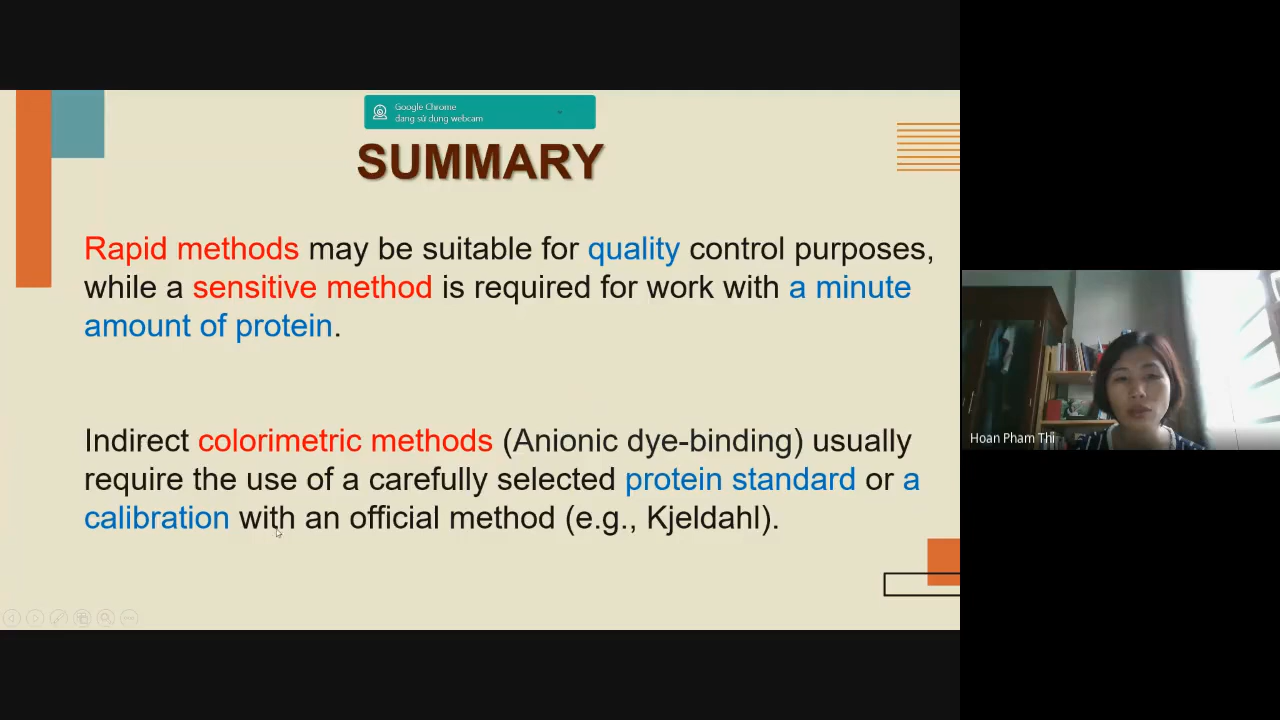 Google Chrome
đang sử dụng webcam
SUMMARY
Rapid methods may be suitable for quality control purposes,
while a sensitive method is required for work with a minute
amount of protein.
Indirect colorimetric methods (Anionic dye-binding) usually
require the use of a carefully selected protein standard or a
calibration with an official method (e.g., Kjeldahl).
Hoan Pham Thi